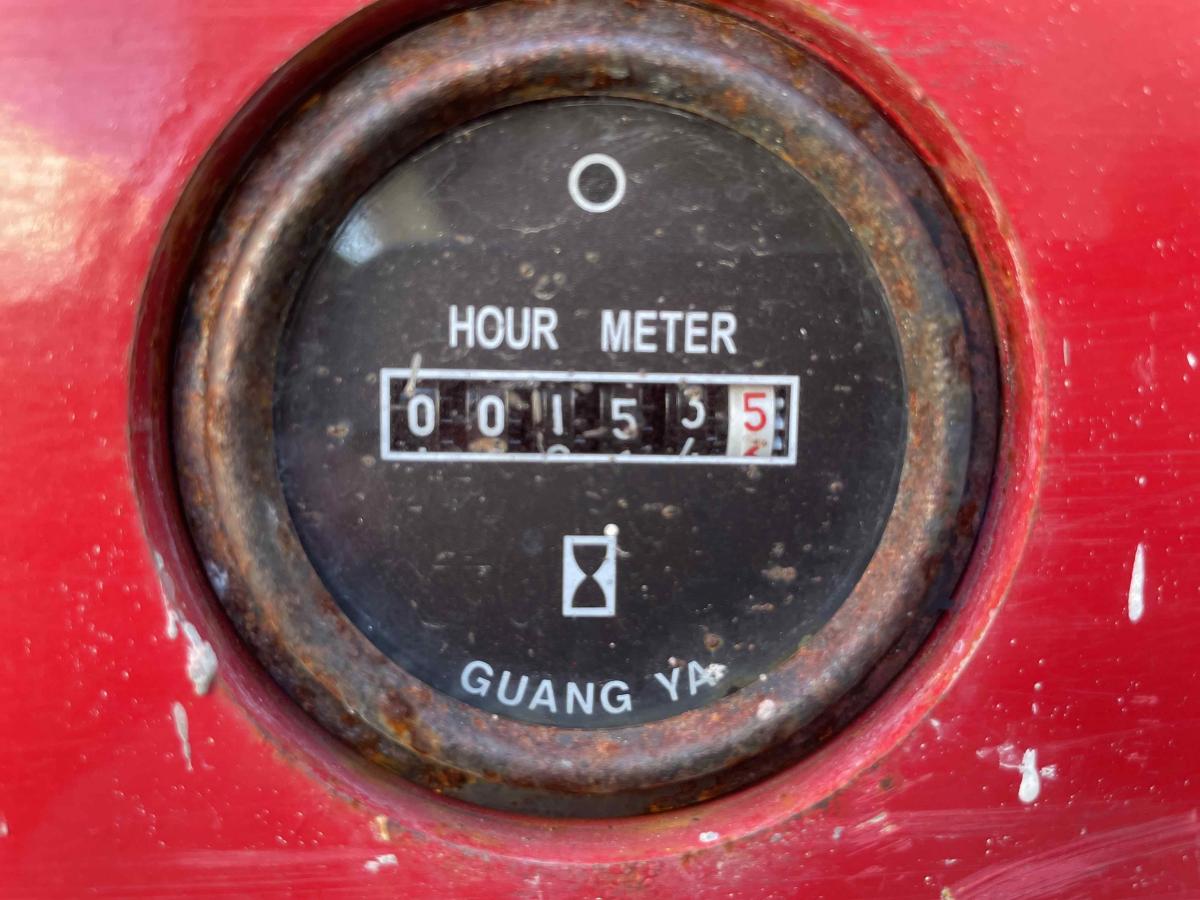 HOUR METER
001535
GUANG YA